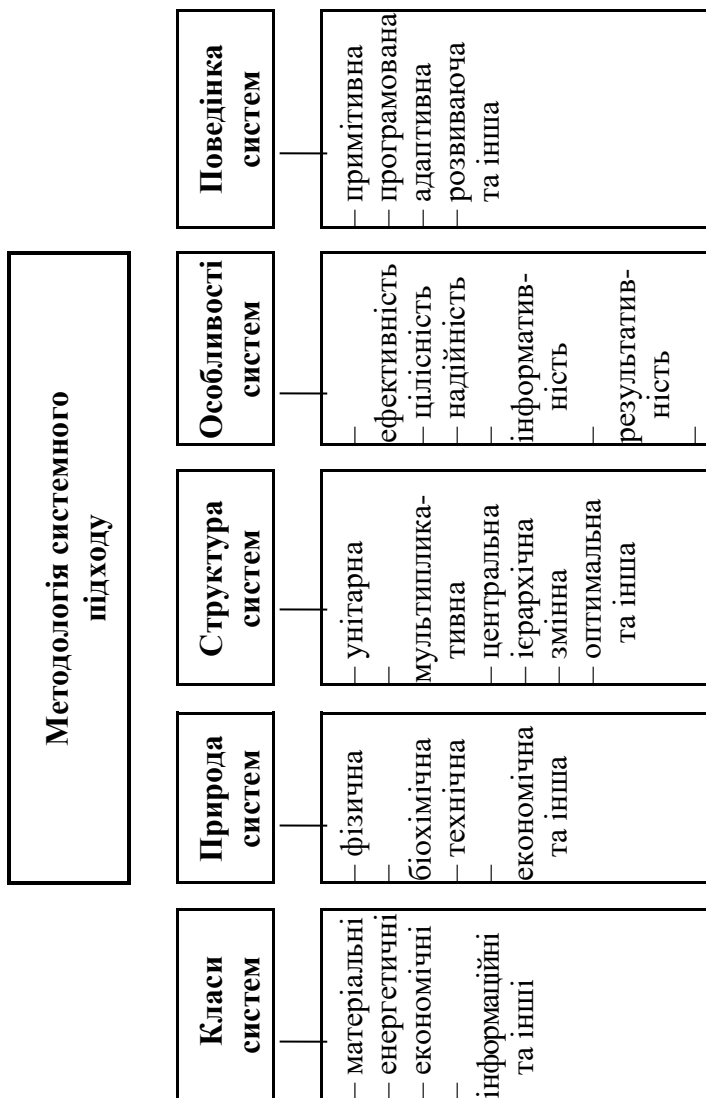 Методологія системного
підходу
Класи
систем
матеріальні
енергетичні
економічні
інформаційні
та інші
Природа
систем
фізична
біохімічна
технічна
економічна
та інша
Структура
систем
унітарна
мультиплика-
тивна
центральна
ієрархічна
змінна
оптимальна
та інша
Особливості
систем
ефективність
цілісність
надійність
інформатив-
ність
результатив-
ність
Поведінка
систем
примітивна
програмована
адаптивна
розвиваюча
та інша